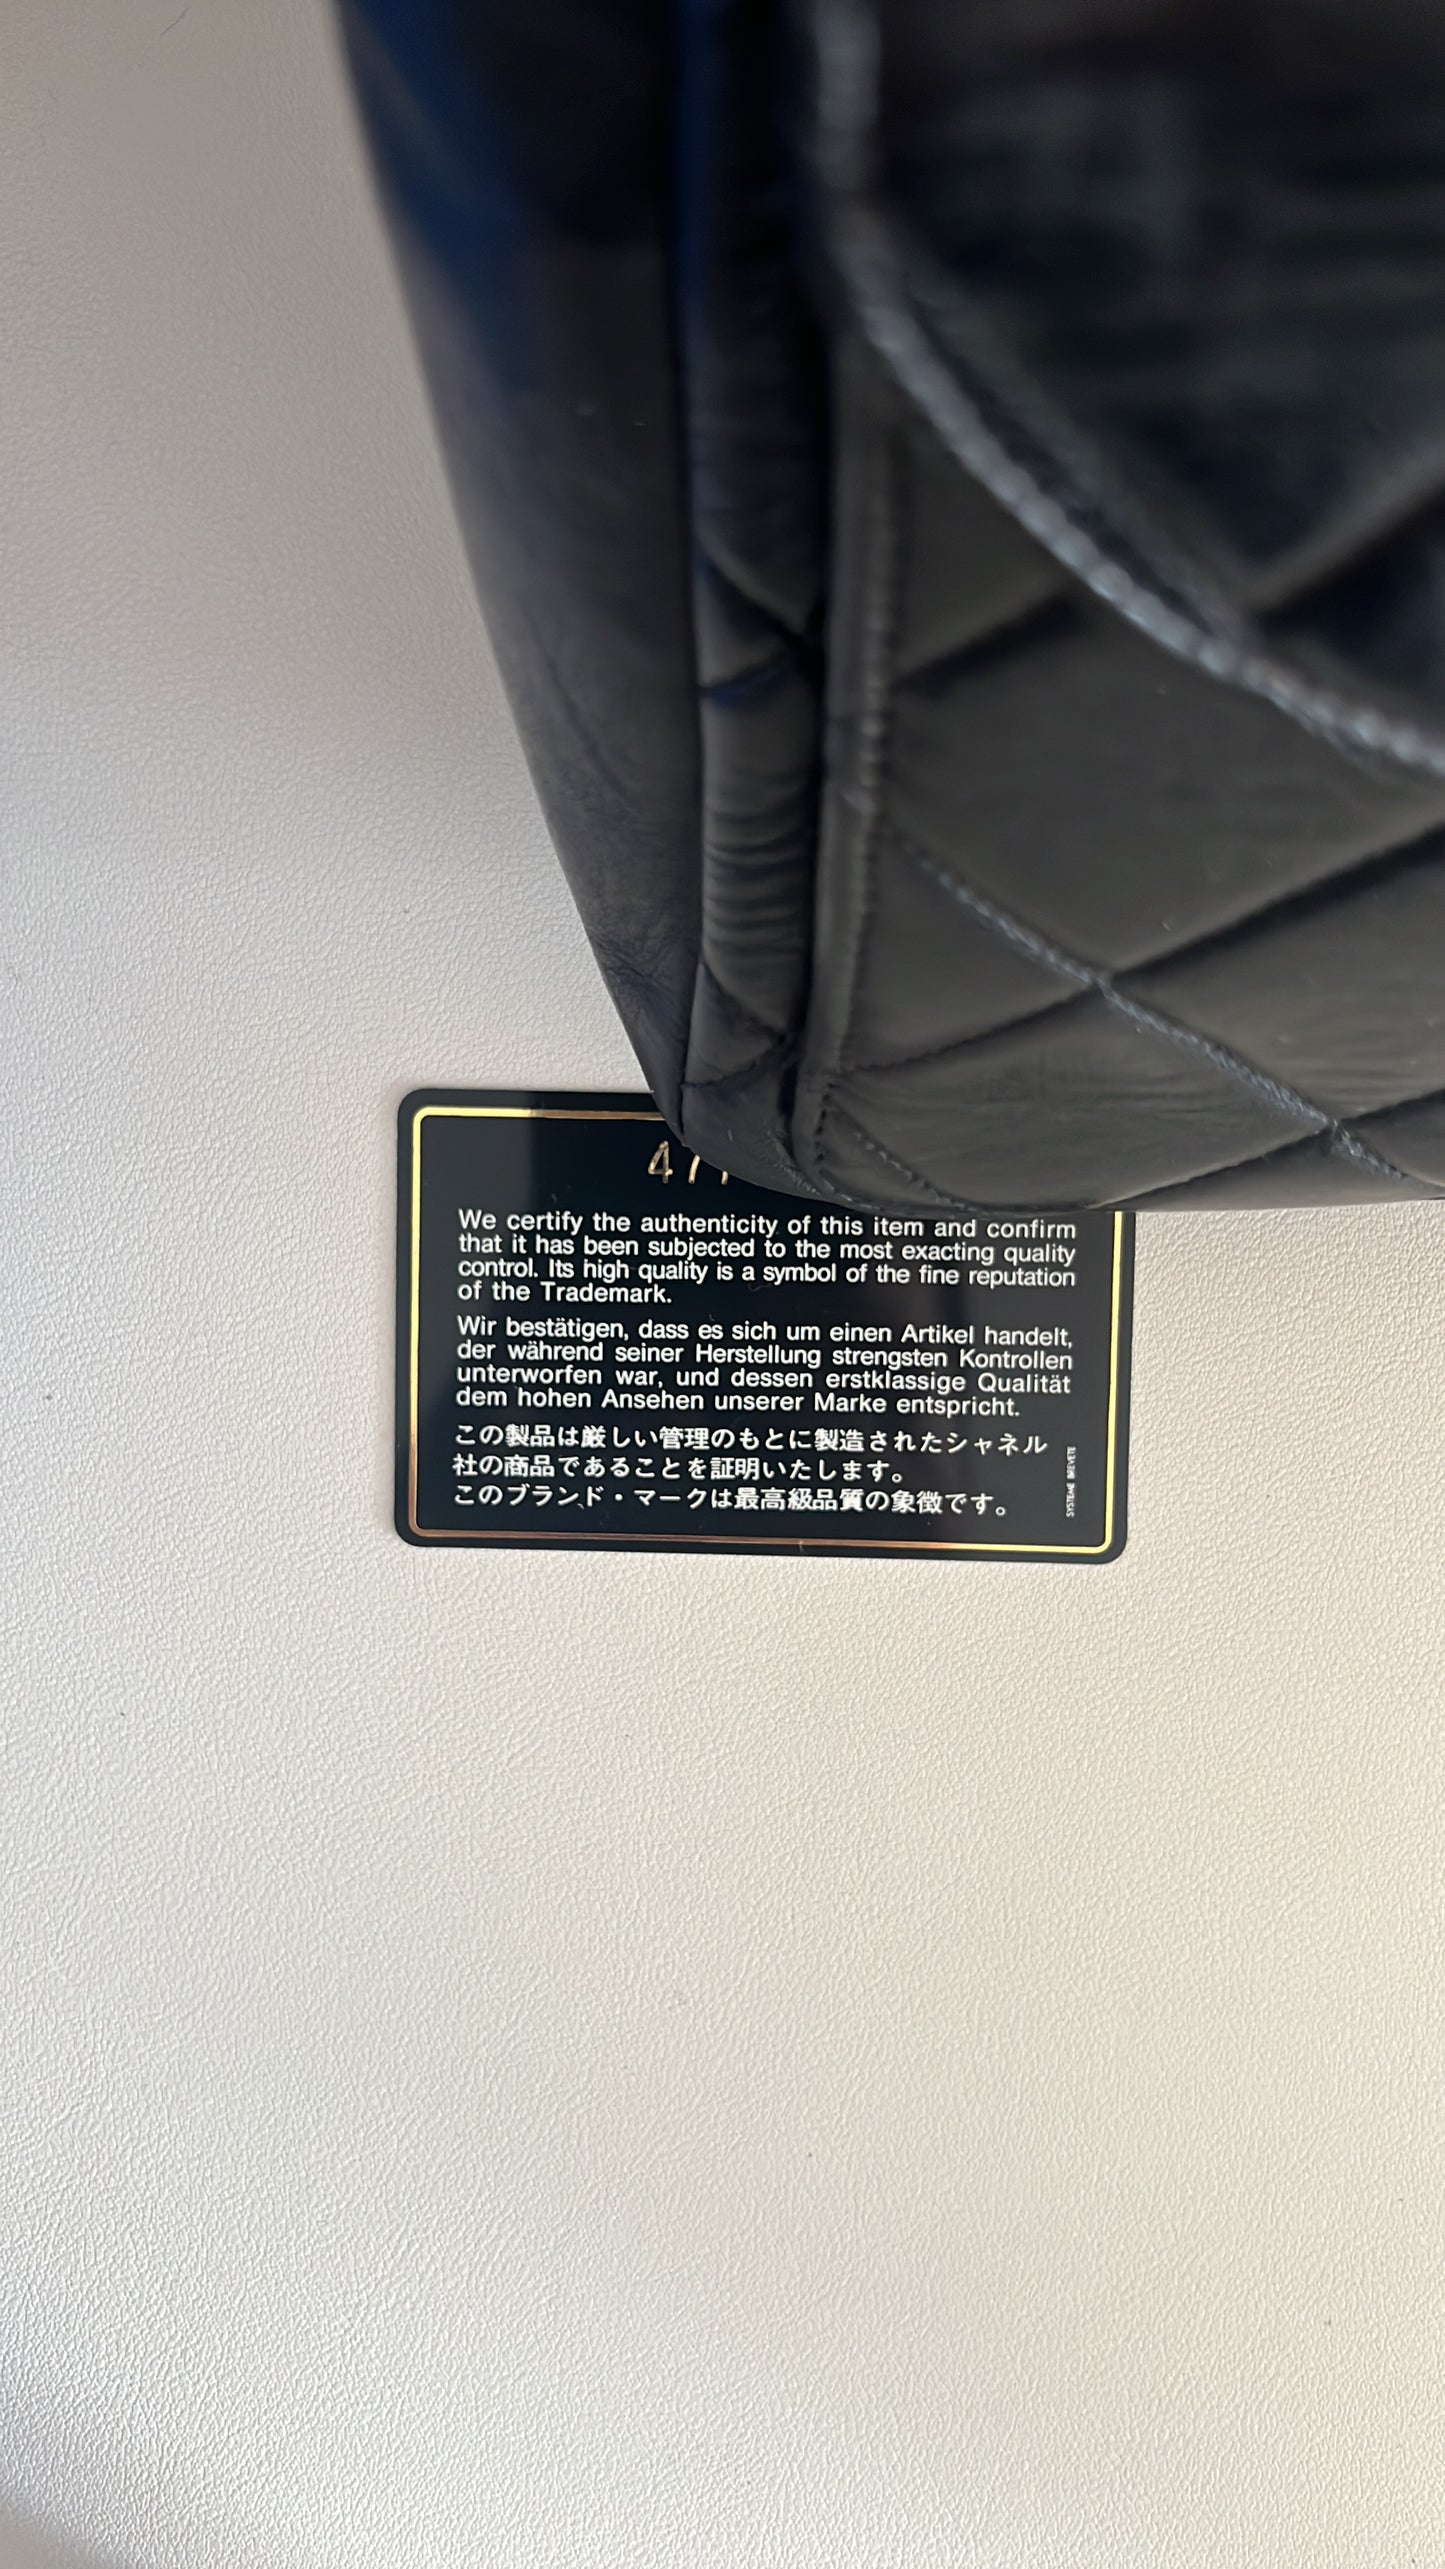 47
We certify the authenticity of this item and confirm
that it has been subjected to the most exacting quality
control. Its high quality is a symbol of the fine reputation
of the Trademark.
Wir bestätigen, dass es sich um einen Artikel handelt,
der während seiner Herstellung strengsten Kontrollen
unterworfen war, und dessen erstklassige Qualität
dem hohen Ansehen unserer Marke entspricht.
この製品は厳しい管理のもとに製造されたシャネル
社の商品であることを証明いたします。
このブランド・マークは最高級品質の象徴です。
SYSTEME BREVETE